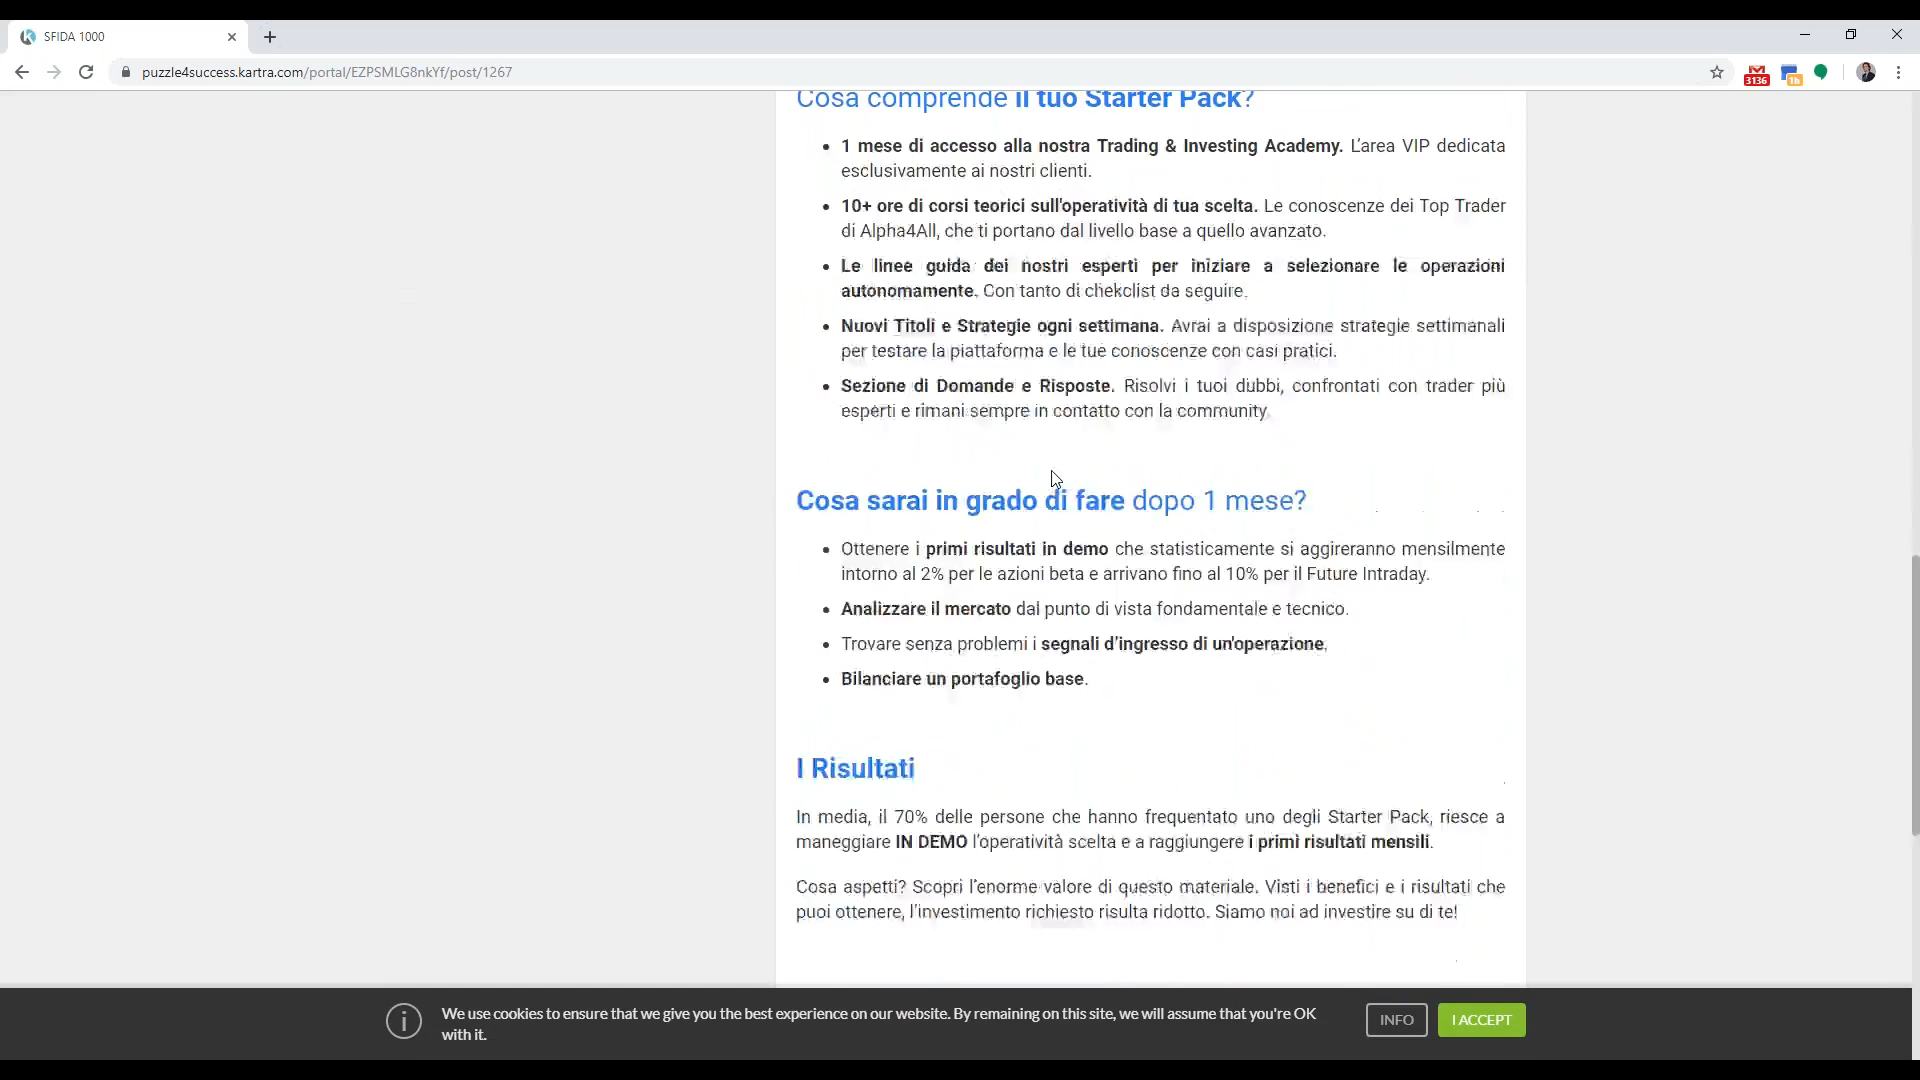 SFIDA 1000
puzzle4success.kartra.com/portal/EZPSMLG8nkYf/post/1267
3136
1h
Cosa comprende il tuo Starter Pack?
1 mese di accesso alla nostra Trading & Investing Academy. L'area VIP dedicata
esclusivamente ai nostri clienti.
10+ ore di corsi teorici sull'operatività di tua scelta. Le conoscenze dei Top Trader
di Alpha4All, che ti portano dal livello base a quello avanzato.
Le linee guida dei nostri esperti per iniziare a selezionare le operazioni
autonomamente. Con tanto di chekclist da seguire.
Nuovi Titoli e Strategie ogni settimana. Avrai a disposizione strategie settimanali
per testare la piattaforma e le tue conoscenze con casi pratici.
Sezione di Domande e Risposte. Risolvi i tuoi dubbi, confrontati con trader più
esperti e rimani sempre in contatto con la community.
Cosa sarai in grado di fare dopo 1 mese?
Ottenere i primi risultati in demo che statisticamente si aggireranno mensilmente
intorno al 2% per le azioni beta e arrivano fino al 10% per il Future Intraday.
Analizzare il mercato dal punto di vista fondamentale e tecnico.
Trovare senza problemi i segnali d'ingresso di un'operazione.
Bilanciare un portafoglio base.
I Risultati
In media, il 70% delle persone che hanno frequentato uno degli Starter Pack, riesce a
maneggiare IN DEMO l'operatività scelta e a raggiungere i primi risultati mensili.
Cosa aspetti? Scopri l'enorme valore di questo materiale. Visti i benefici e i risultati che
puoi ottenere, l'investimento richiesto risulta ridotto. Siamo noi ad investire su di te!
We use cookies to ensure that we give you the best experience on our website. By remaining on this site, we will assume that you're OK
with it.
INFO
I ACCEPT